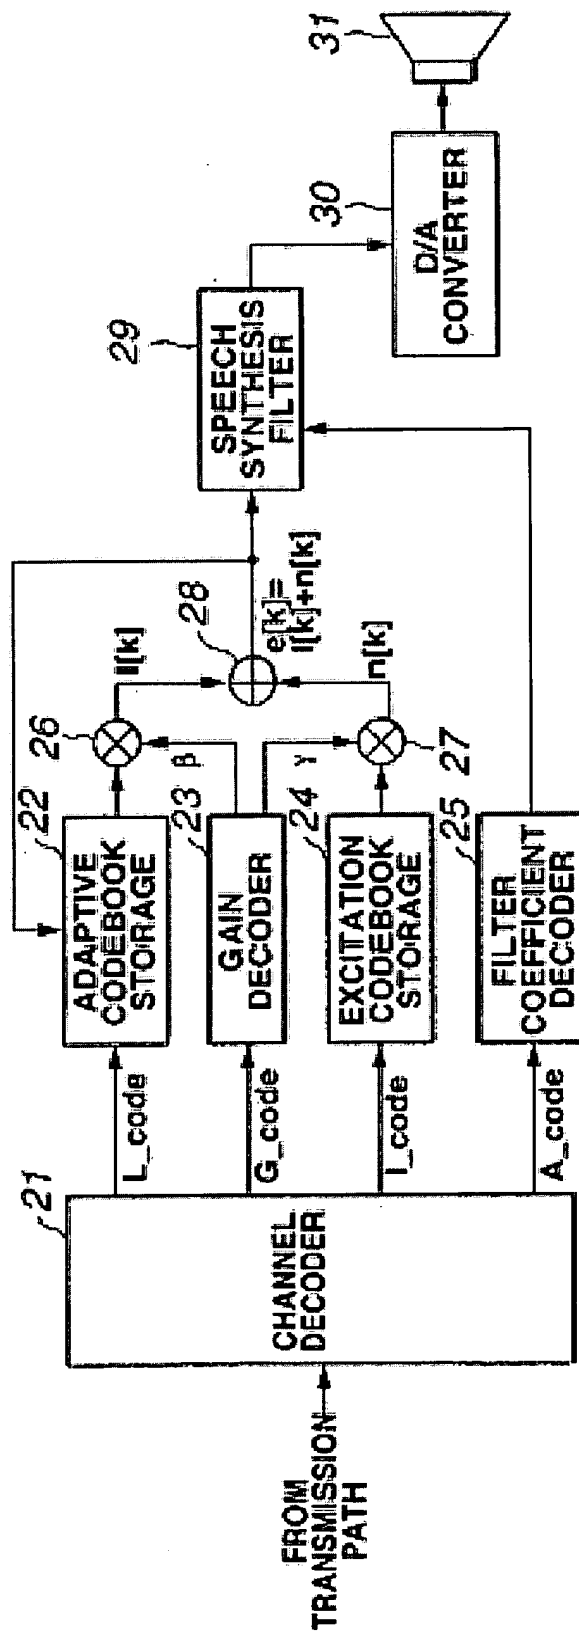 FROM
TRANSMISSION
PATH
21
CHANNEL
DECODER
L_code
G_code
I_code
A_code
22
ADAPTIVE
CODEBOOK
STORAGE
23
GAIN
DECODER
24
EXCITATION
CODEBOOK
STORAGE
25
FILTER
COEFFICIENT
DECODER
26
l[k]
β
γ
27
n[k]
28
e[k]=
l[k]+n[k]
29
SPEECH
SYNTHESIS
FILTER
30
D/A
CONVERTER
31